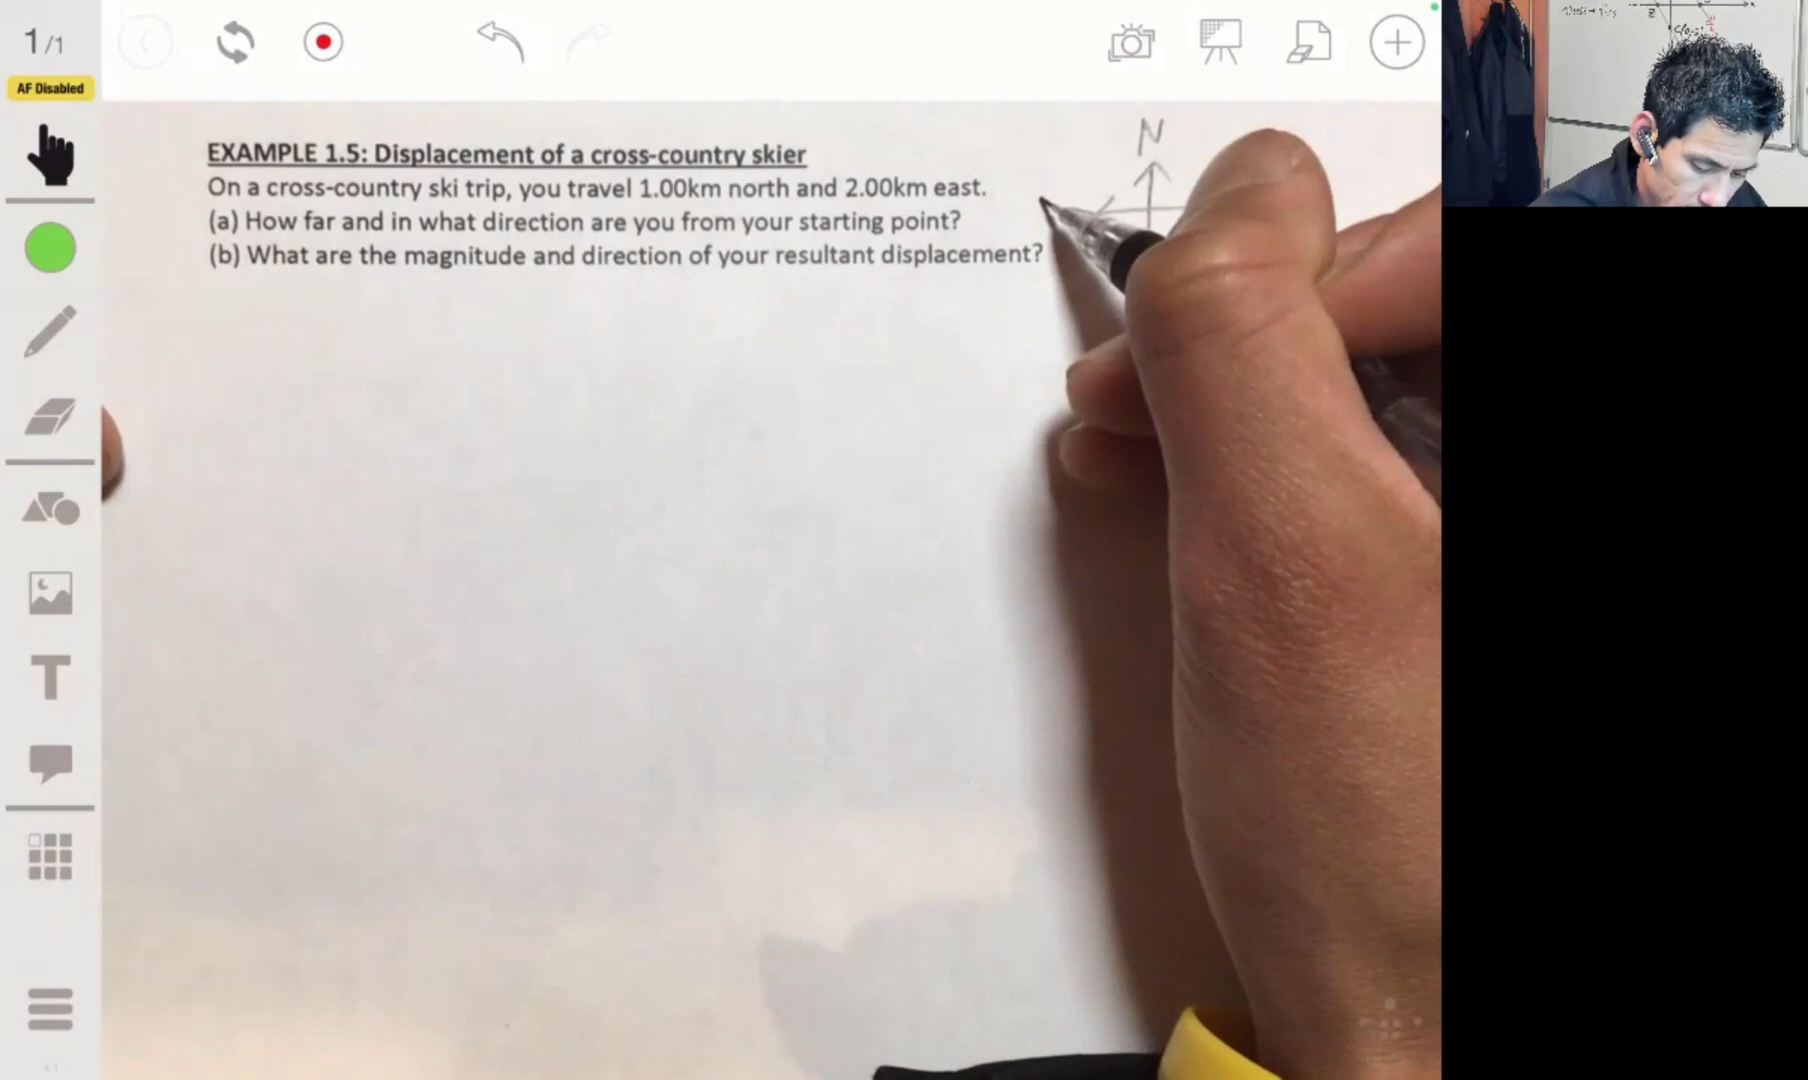 1/1
AF Disabled
EXAMPLE 1.5: Displacement of a cross-country skier
On a cross-country ski trip, you travel 1.00km north and 2.00km east.
(a) How far and in what direction are you from your starting point?
(b) What are the magnitude and direction of your resultant displacement?
N
T